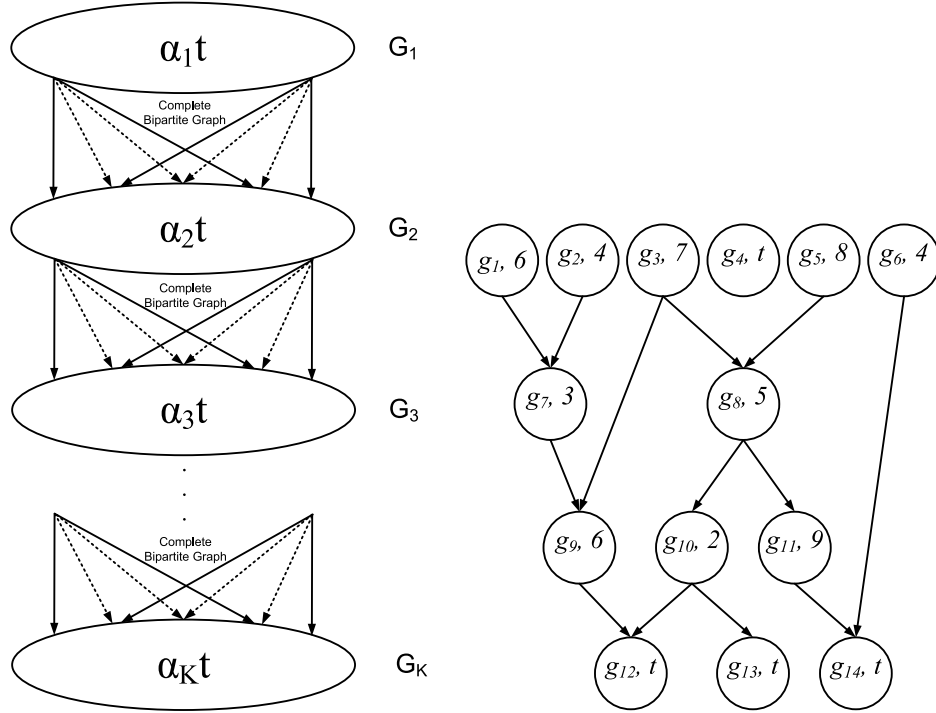 α₁t
G₁
Complete
Bipartite Graph
α₂t
G₂
Complete
Bipartite Graph
α₃t
G₃
.
.
.
Complete
Bipartite Graph
α_Kt
G_K
g₁, 6
g₂, 4
g₃, 7
g₄, t
g₅, 8
g₆, 4
g₇, 3
g₈, 5
g₉, 6
g₁₀, 2
g₁₁, 9
g₁₂, t
g₁₃, t
g₁₄, t